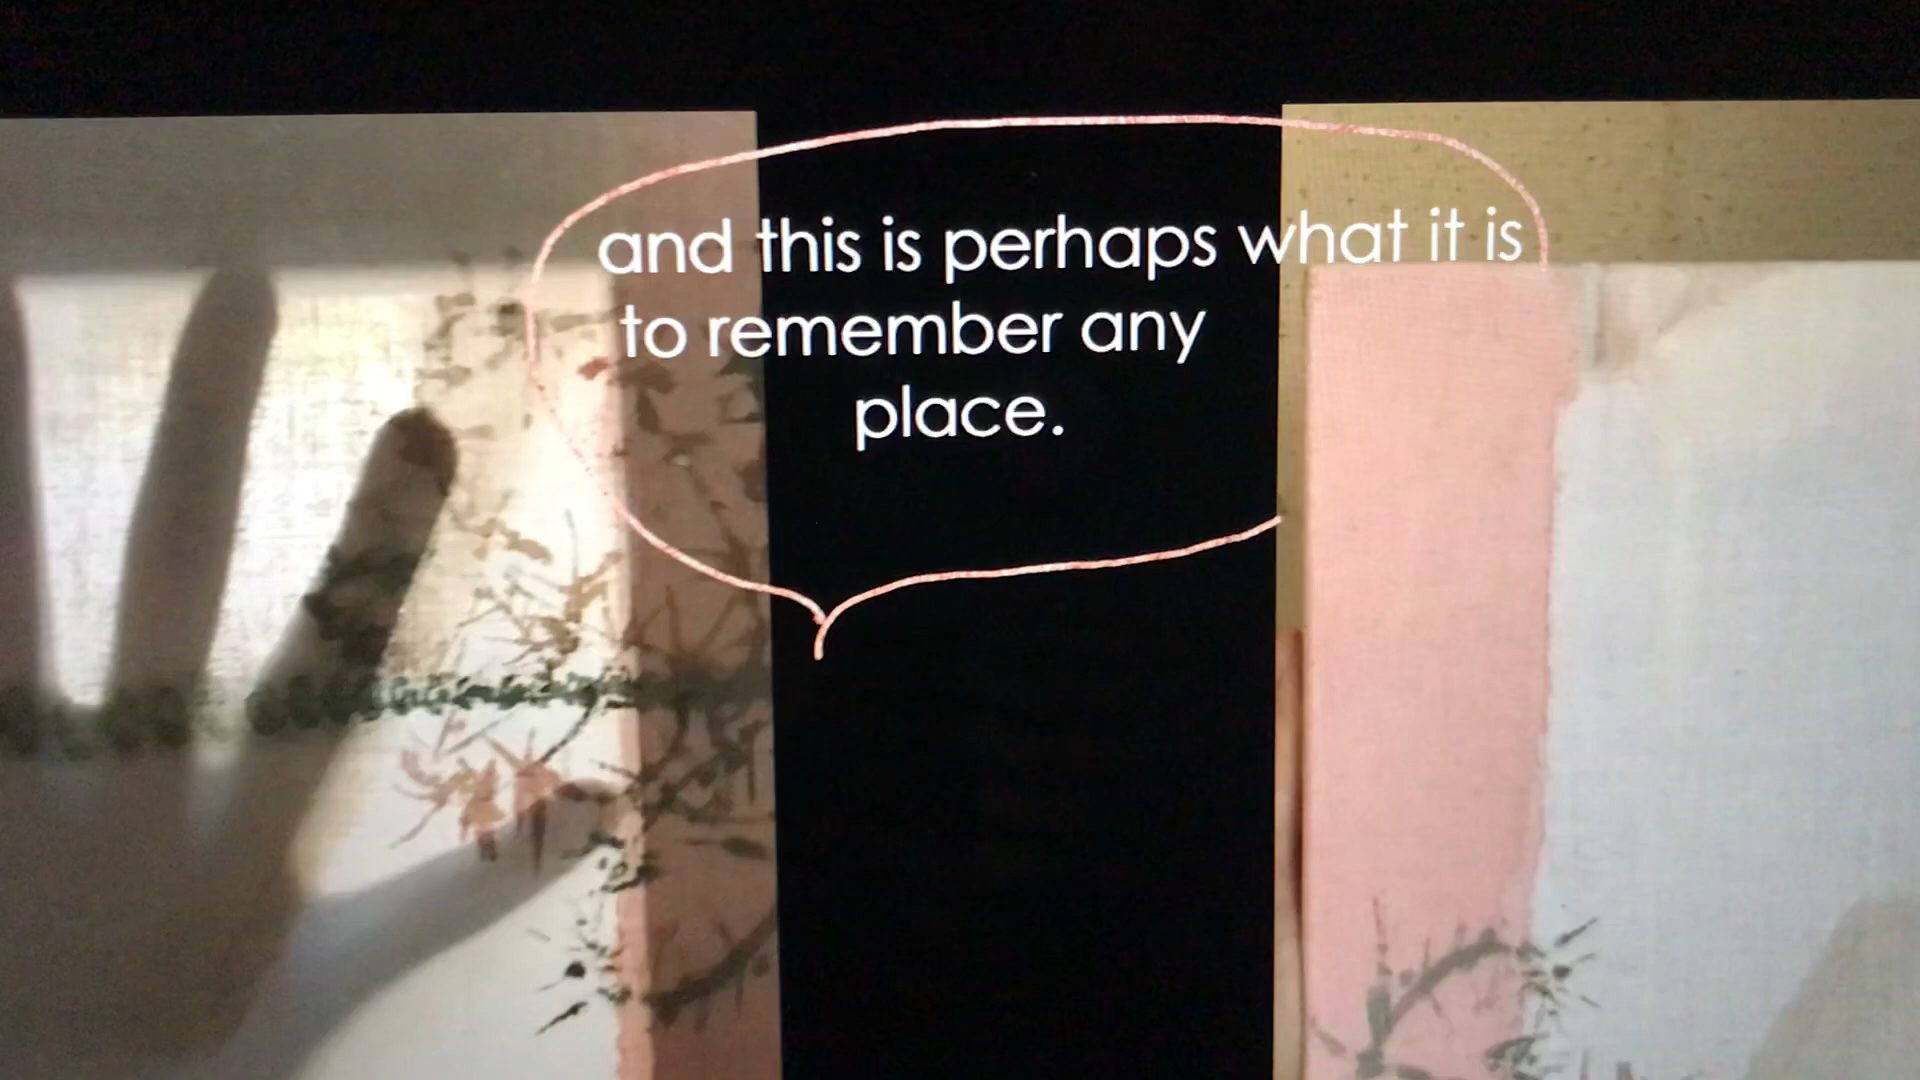 and this is perhaps what it is
to remember any
place.